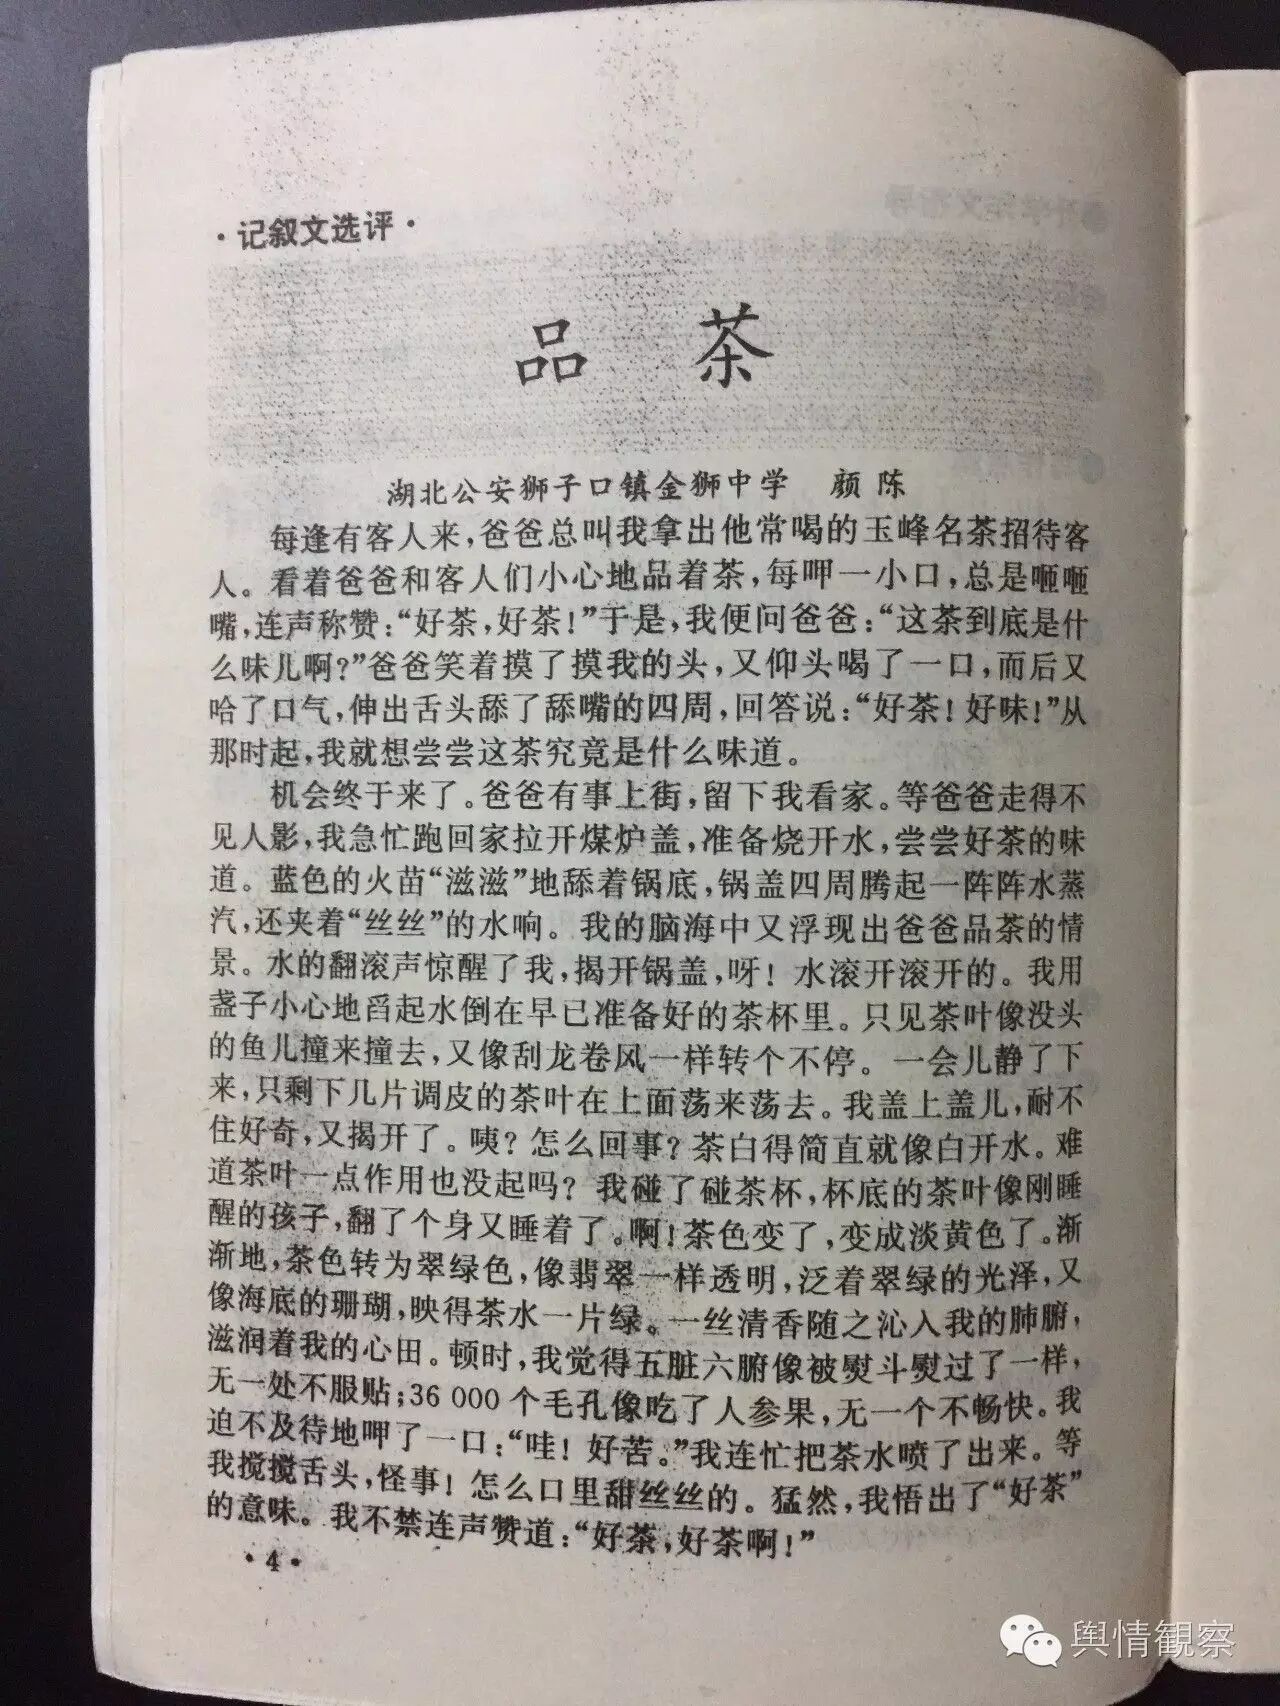 ·记叙文选评·
品 茶
湖北公安狮子口镇金狮中学 颜 陈
每逢有客人来，爸爸总叫我拿出他常喝的玉峰名茶招待客
人。看着爸爸和客人们小心地品着茶，每呷一小口，总是咂咂
嘴，连声称赞：“好茶，好茶！”于是，我便问爸爸：“这茶到底是什
么味儿啊？”爸爸笑着摸了摸我的头，又仰头喝了一口，而后又
哈了口气，伸出舌头舔了舔嘴的四周，回答说：“好茶！好味！”从
那时起，我就想尝尝这茶究竟是什么味道。
机会终于来了。爸爸有事上街，留下我看家。等爸爸走得不
见人影，我急忙跑回家拉开煤炉盖，准备烧开水，尝尝好茶的味
道。蓝色的火苗“滋滋”地舔着锅底，锅盖四周腾起一阵阵水蒸
汽，还夹着“丝丝”的水响。我的脑海中又浮现出爸爸品茶的情
景。水的翻滚声惊醒了我，揭开锅盖，呀！水滚开滚开的。我用
盏子小心地舀起水倒在早已准备好的茶杯里。只见茶叶像没头
的鱼儿撞来撞去，又像刮龙卷风一样转个不停。一会儿静了下
来，只剩下几片调皮的茶叶在上面荡来荡去。我盖上盖儿，耐不
住好奇，又揭开了。咦？怎么回事？茶白得简直就像白开水。难
道茶叶一点作用也没起吗？我碰了碰茶杯，杯底的茶叶像刚睡
醒的孩子，翻了个身又睡着了。啊！茶色变了，变成淡黄色了。渐
渐地，茶色转为翠绿色，像翡翠一样透明，泛着翠绿的光泽，又
像海底的珊瑚，映得茶水一片绿。一丝清香随之沁入我的肺腑，
滋润着我的心田。顿时，我觉得五脏六腑像被熨斗熨过了一样，
无一处不服贴；36 000个毛孔像吃了人参果，无一个不畅快。我
迫不及待地呷了一口：“哇！好苦。”我连忙把茶水喷了出来。等
我搅搅舌头，怪事！怎么口里甜丝丝的。猛然，我悟出了“好茶”
的意味。我不禁连声赞道：“好茶，好茶啊！”
·4·
舆情観察